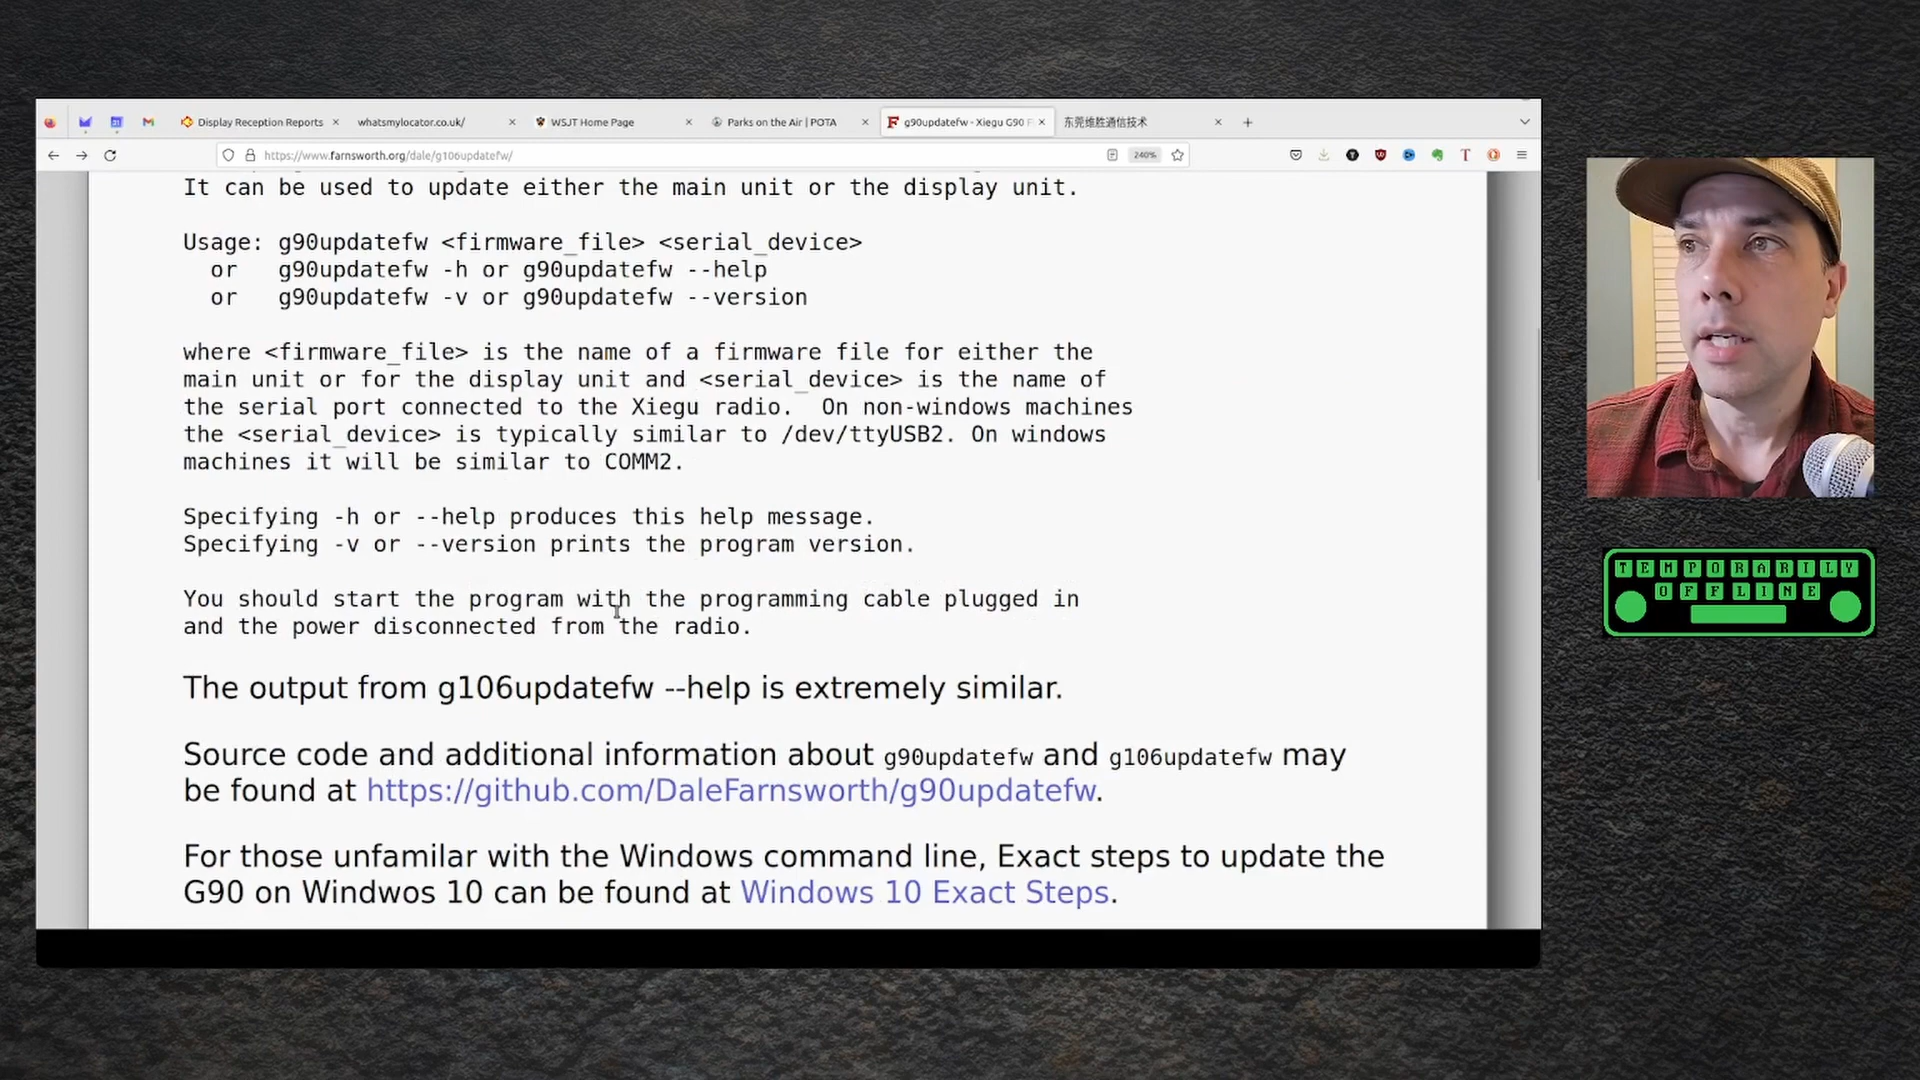 Display Reception Reports
whatsmylocator.co.uk/
WSJT Home Page
Parks on the Air | POTA
g90updatefw - Xiegu G90 F
东莞维胜通信技术
https://www.farnsworth.org/dale/g106updatefw/
240%
It can be used to update either the main unit or the display unit.
Usage: g90updatefw <firmware_file> <serial_device>
or g90updatefw -h or g90updatefw --help
or g90updatefw -v or g90updatefw --version
where <firmware_file> is the name of a firmware file for either the
main unit or for the display unit and <serial_device> is the name of
the serial port connected to the Xiegu radio. On non-windows machines
the <serial_device> is typically similar to /dev/ttyUSB2. On windows
machines it will be similar to COMM2.
Specifying -h or --help produces this help message.
Specifying -v or --version prints the program version.
You should start the program with the programming cable plugged in
and the power disconnected from the radio.
The output from g106updatefw --help is extremely similar.
Source code and additional information about g90updatefw and g106updatefw may
be found at https://github.com/DaleFarnsworth/g90updatefw.
For those unfamilar with the Windows command line, Exact steps to update the
G90 on Windwos 10 can be found at Windows 10 Exact Steps.
TEMPORARILY
OFFLINE